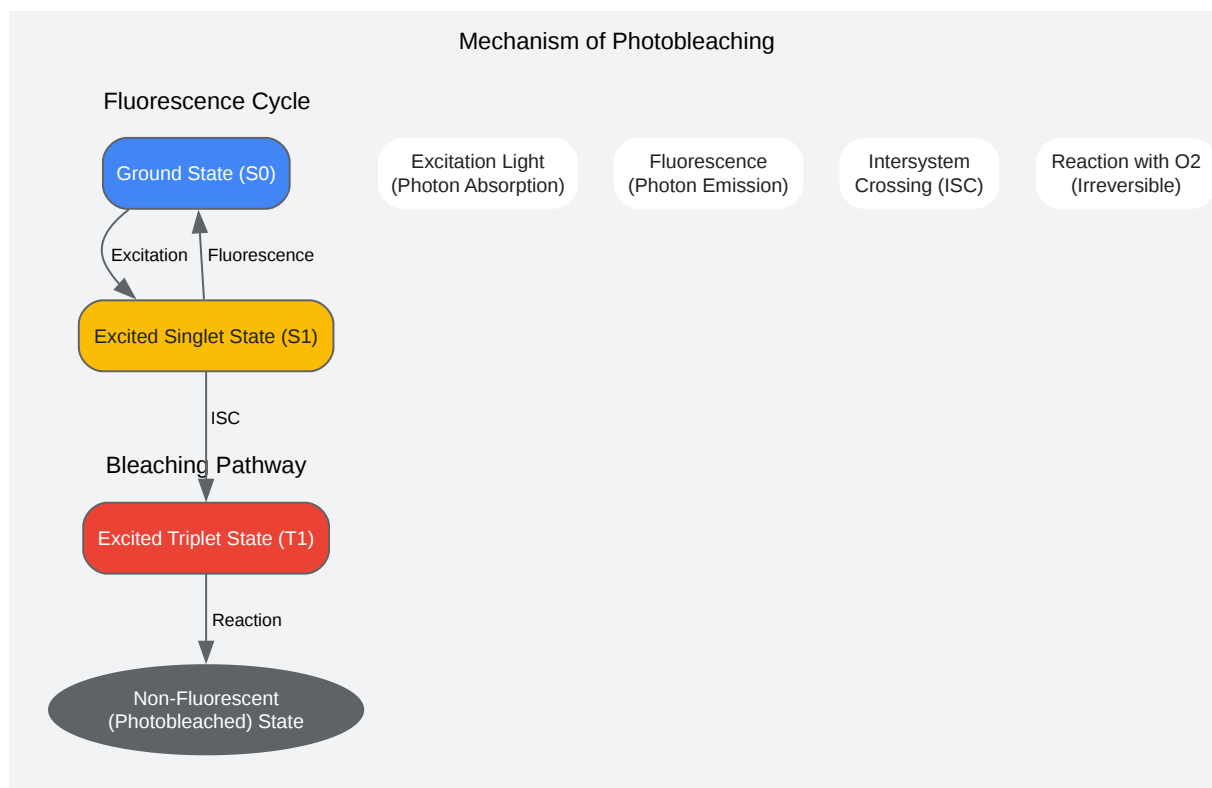 Mechanism of Photobleaching
Fluorescence Cycle
Ground State (S0)
Excitation Light
(Photon Absorption)
Fluorescence
(Photon Emission)
Intersystem
Crossing (ISC)
Reaction with O2
(Irreversible)
Excitation
Fluorescence
Excited Singlet State (S1)
ISC
Bleaching Pathway
Excited Triplet State (T1)
Reaction
Non-Fluorescent
(Photobleached) State